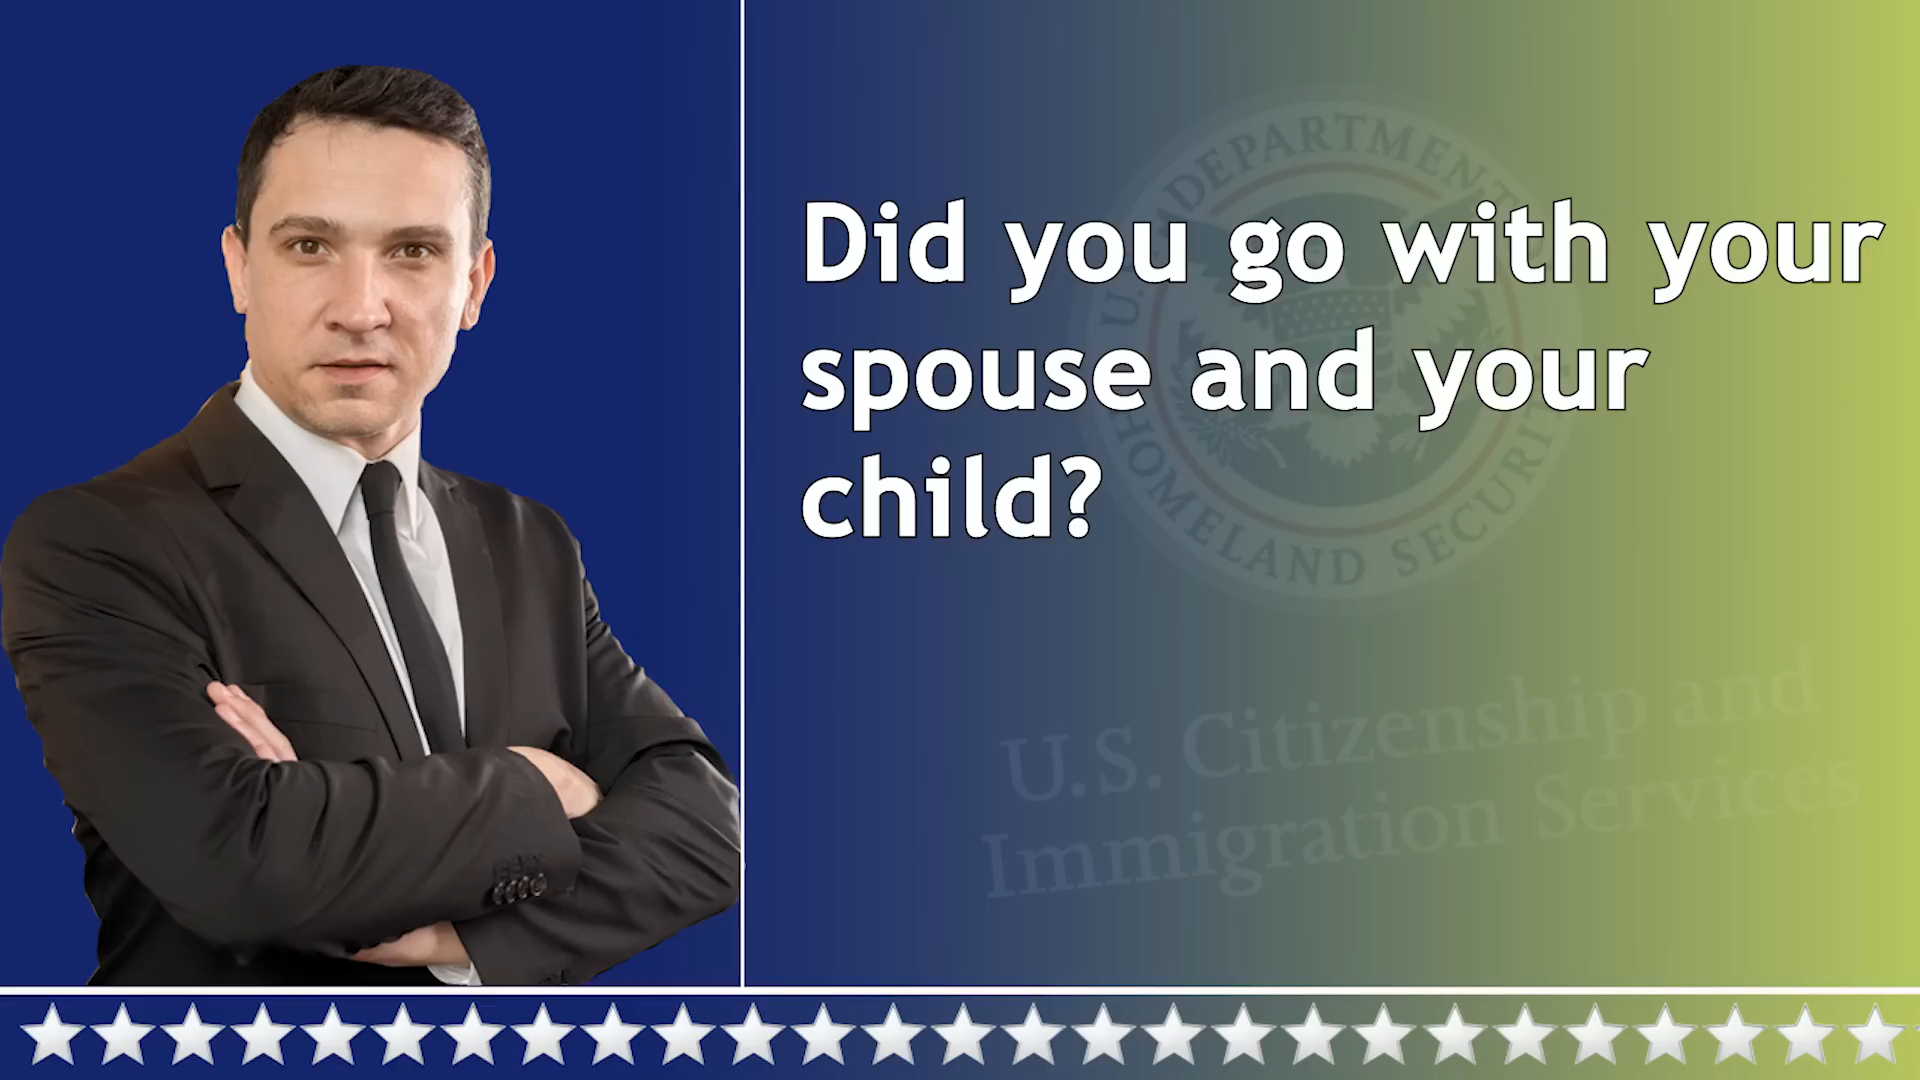 Did you go with your
spouse and your
child?
U.S. DEPARTMENT
HOMELAND SECURITY
U.S. Citizenship and
Immigration Services